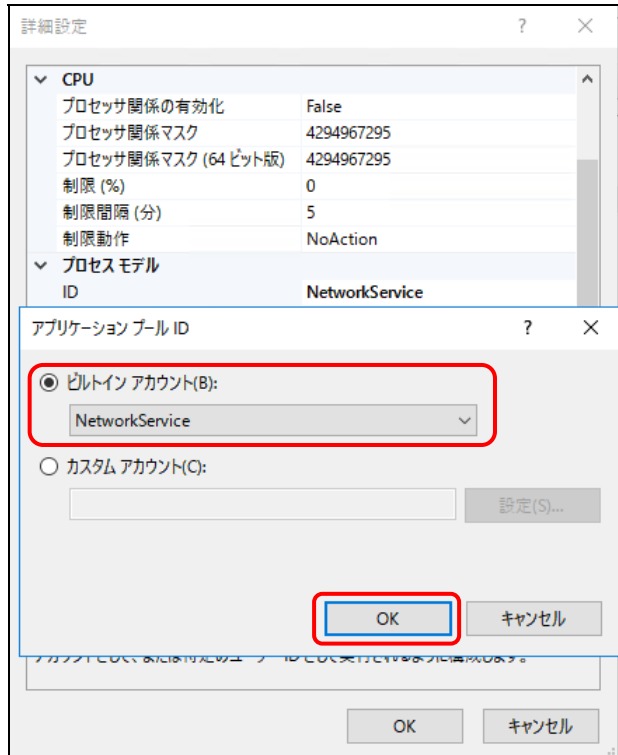 詳細設定
CPU
プロセッサ関係の有効化 False
プロセッサ関係マスク 4294967295
プロセッサ関係マスク (64 ビット版) 4294967295
制限 (%) 0
制限間隔 (分) 5
制限動作 NoAction
プロセス モデル
ID NetworkService
アプリケーション プール ID
ビルトイン アカウント(B):
NetworkService
カスタム アカウント(C):
設定(S)...
OK キャンセル
OK キャンセル